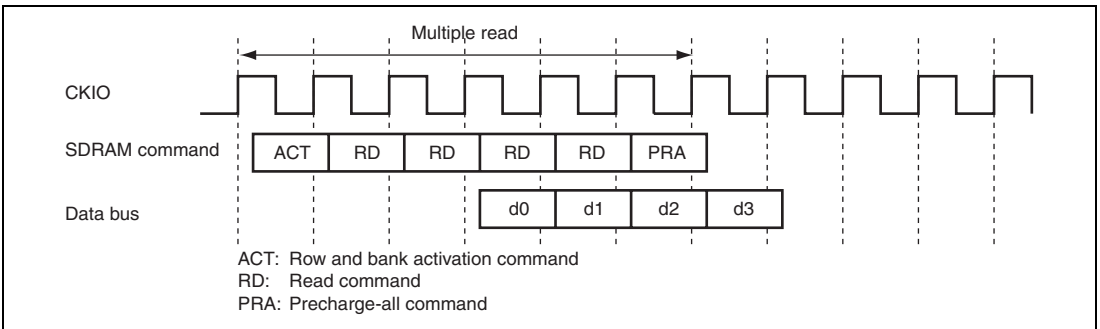 Multiple read
CKIO
SDRAM command ACT RD RD RD RD PRA
Data bus d0 d1 d2 d3
ACT: Row and bank activation command
RD: Read command
PRA: Precharge-all command